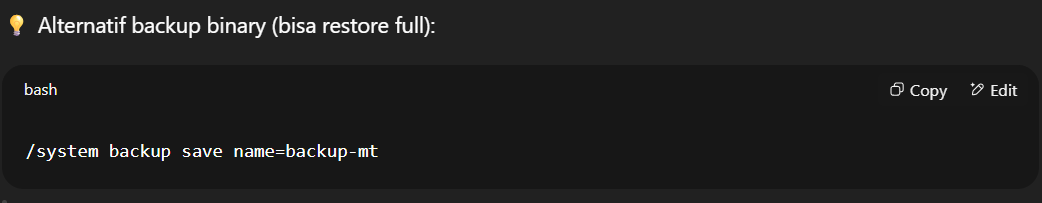 💡 Alternatif backup binary (bisa restore full):
bash Copy Edit
/system backup save name=backup-mt